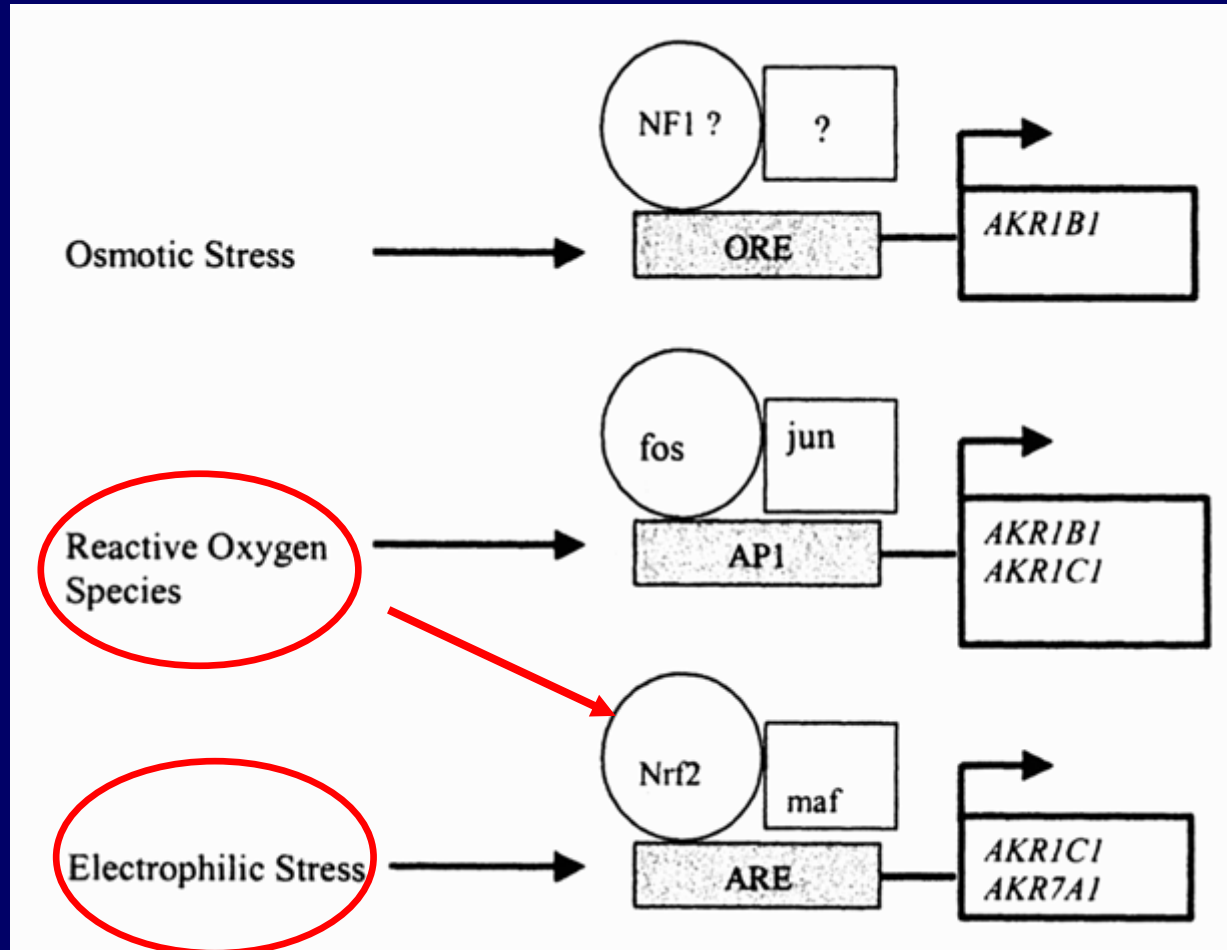 NF1 ?
?
Osmotic Stress
ORE
AKR1B1
fos
jun
Reactive Oxygen
Species
AP1
AKR1B1
AKR1C1
Nrf2
maf
Electrophilic Stress
ARE
AKR1C1
AKR7A1